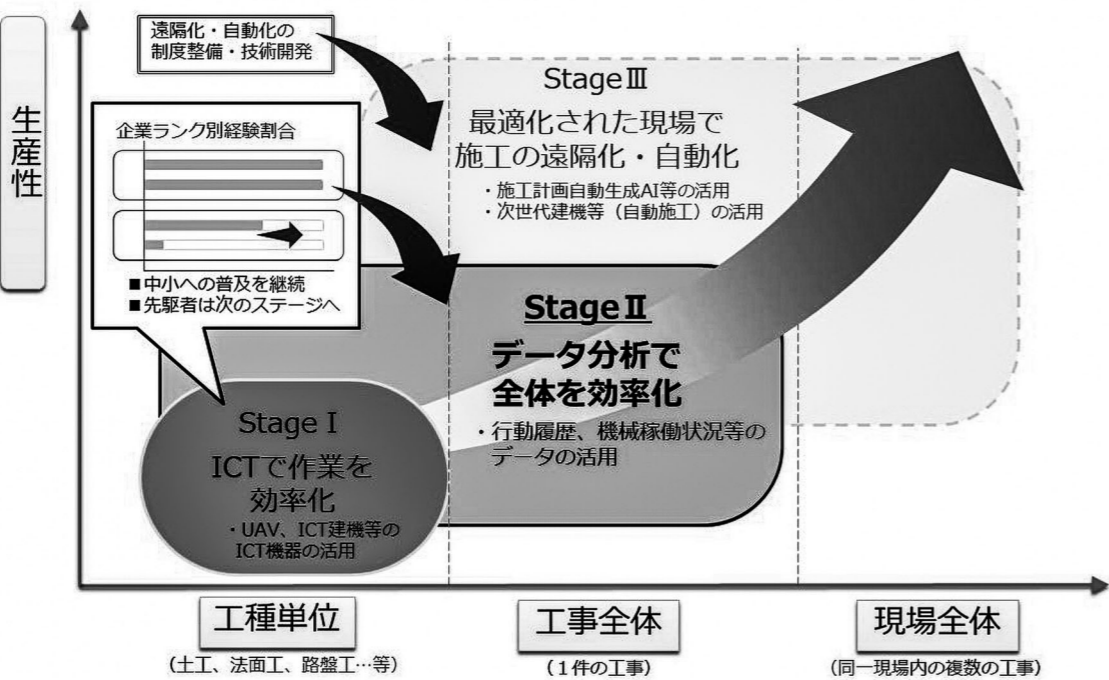 生産性
遠隔化・自動化の
制度整備・技術開発
企業ランク別経験割合
■中小への普及を継続
■先駆者は次のステージへ
StageⅢ
最適化された現場で
施工の遠隔化・自動化
・施工計画自動生成AI等の活用
・次世代建機等（自動施工）の活用
StageⅡ
データ分析で
全体を効率化
・行動履歴、機械稼働状況等の
データの活用
StageⅠ
ICTで作業を
効率化
・UAV、ICT建機等の
ICT機器の活用
工種単位
（土工、法面工、路盤工…等）
工事全体
（１件の工事）
現場全体
（同一現場内の複数の工事）